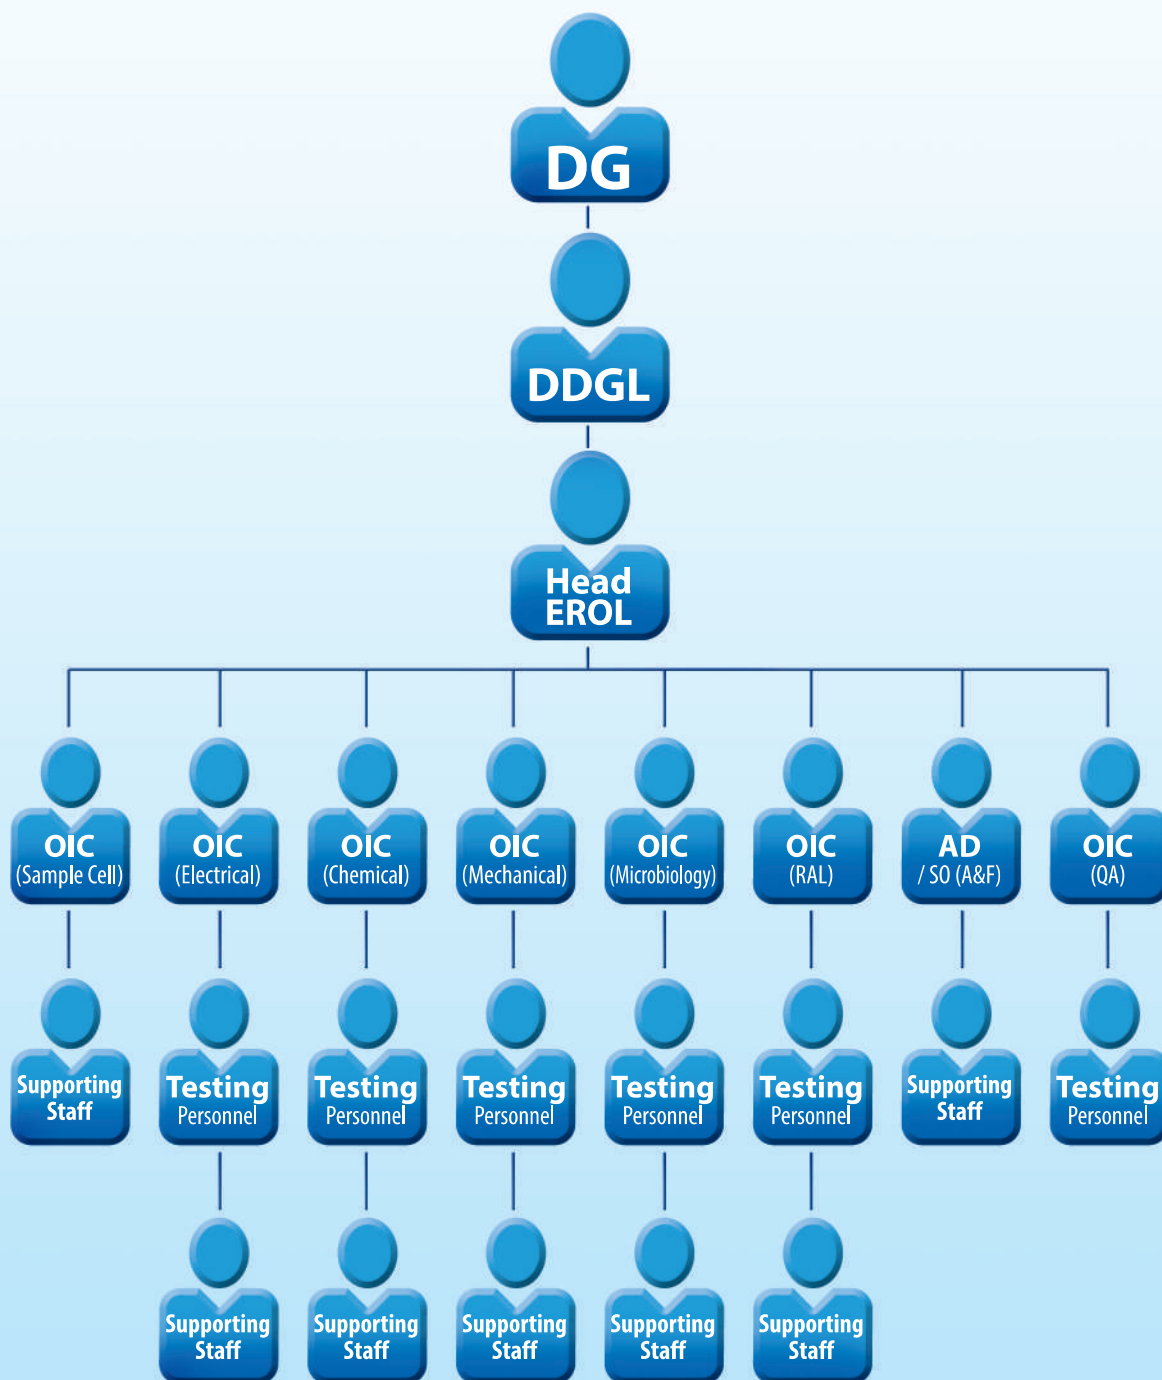 DG
DDGL
Head
EROL
OIC
(Sample Cell)
OIC
(Electrical)
OIC
(Chemical)
OIC
(Mechanical)
OIC
(Microbiology)
OIC
(RAL)
AD
/ SO (A&F)
OIC
(QA)
Supporting
Staff
Testing
Personnel
Testing
Personnel
Testing
Personnel
Testing
Personnel
Testing
Personnel
Supporting
Staff
Testing
Personnel
Supporting
Staff
Supporting
Staff
Supporting
Staff
Supporting
Staff
Supporting
Staff